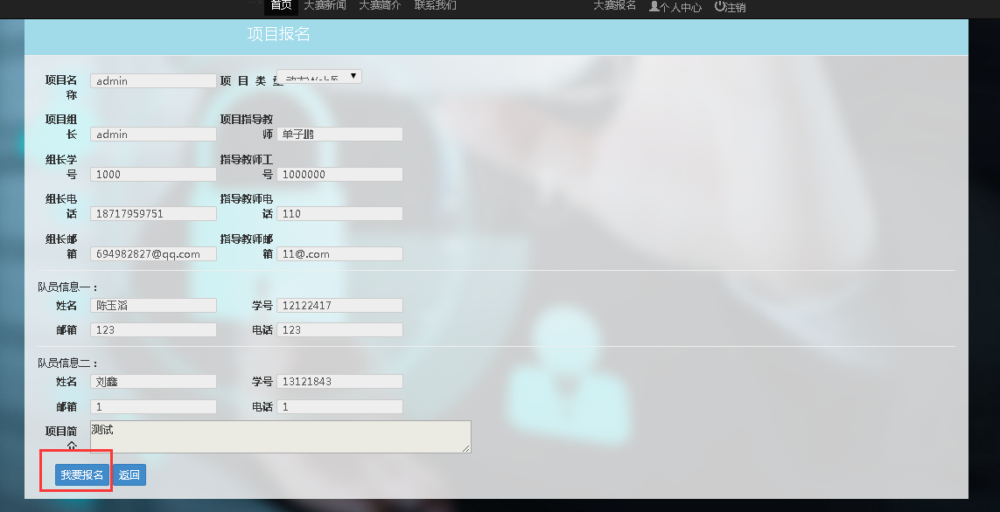 首页 大赛新闻 大赛简介 联系我们 大赛报名 个人中心 注销
项目报名
项目名称 admin 项 目 类 型
项目组长 admin 项目指导教师 单子鹏
组长学号 1000 指导教师工号 1000000
组长电话 18717959751 指导教师电话 110
组长邮箱 694982827@qq.com 指导教师邮箱 11@.com
队员信息一：
姓名 陈玉滔 学号 12122417
邮箱 123 电话 123
队员信息二：
姓名 刘鑫 学号 13121843
邮箱 1 电话 1
项目简介 测试
我要报名 返回